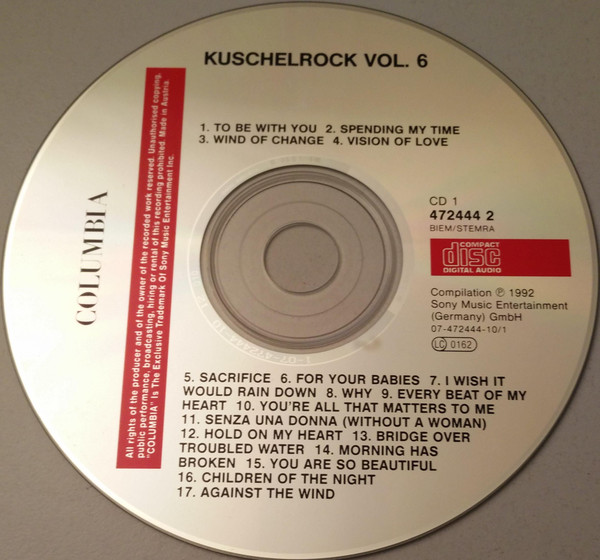 KUSCHELROCK VOL. 6
1. TO BE WITH YOU 2. SPENDING MY TIME
3. WIND OF CHANGE 4. VISION OF LOVE
COLUMBIA
All rights of the producer and of the owner of the recorded work reserved. Unauthorised copying,
public performance, broadcasting, hiring or rental of this recording prohibited. Made in Austria
"COLUMBIA" Is The Exclusive Trademark Of Sony Music Entertainment Inc.
CD 1
472444 2
BIEM/STEMRA
COMPACT
disc
DIGITAL AUDIO
Compilation ℗ 1992
Sony Music Entertainment
(Germany) GmbH
07-472444-10/1
LC 0162
5. SACRIFICE 6. FOR YOUR BABIES 7. I WISH IT
WOULD RAIN DOWN 8. WHY 9. EVERY BEAT OF MY
HEART 10. YOU'RE ALL THAT MATTERS TO ME
11. SENZA UNA DONNA (WITHOUT A WOMAN)
12. HOLD ON MY HEART 13. BRIDGE OVER
TROUBLED WATER 14. MORNING HAS
BROKEN 15. YOU ARE SO BEAUTIFUL
16. CHILDREN OF THE NIGHT
17. AGAINST THE WIND